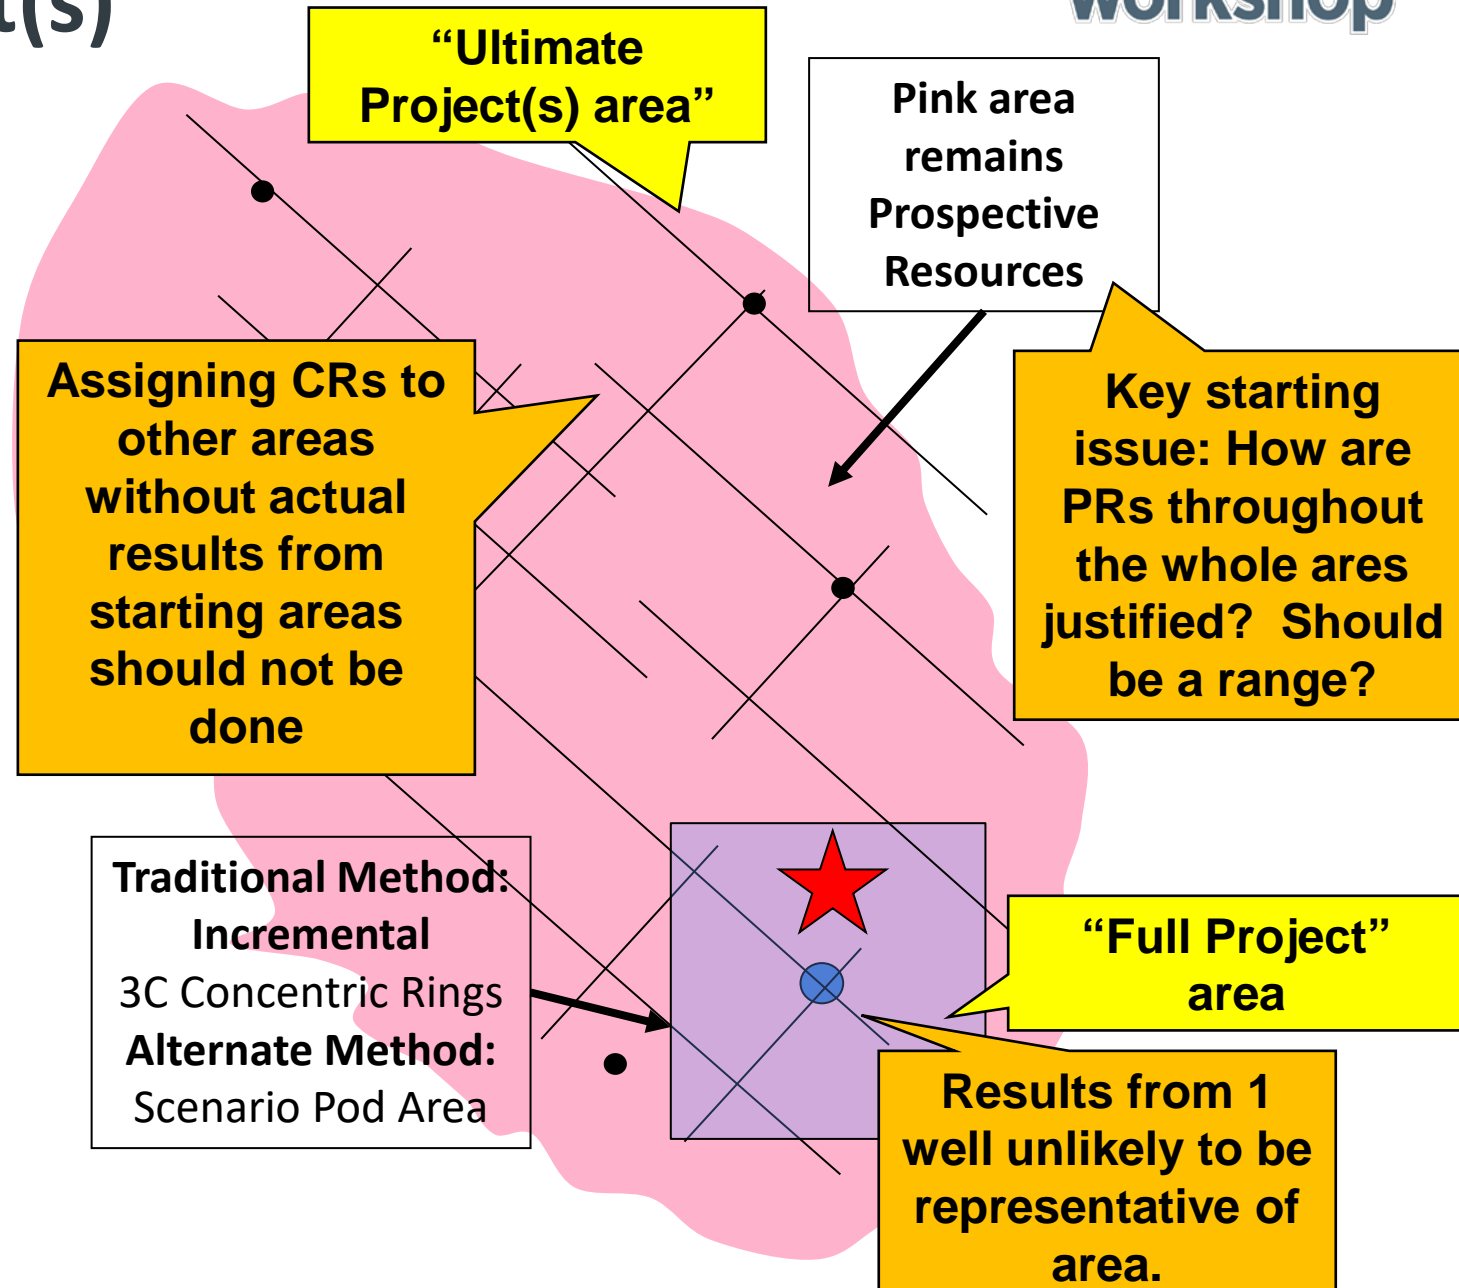 t(s)
workshop
“Ultimate
Project(s) area”
Pink area
remains
Prospective
Resources
Assigning CRs to
other areas
without actual
results from
starting areas
should not be
done
Key starting
issue: How are
PRs throughout
the whole ares
justified? Should
be a range?
Traditional Method:
Incremental
3C Concentric Rings
Alternate Method:
Scenario Pod Area
“Full Project”
area
Results from 1
well unlikely to be
representative of
area.